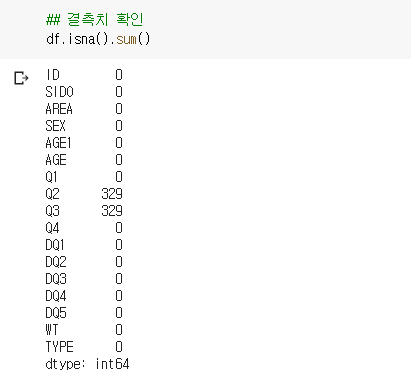 ## 결측치 확인
df.isna().sum()
ID 0
SIDO 0
AREA 0
SEX 0
AGE1 0
AGE 0
Q1 0
Q2 329
Q3 329
Q4 0
DQ1 0
DQ2 0
DQ3 0
DQ4 0
DQ5 0
WT 0
TYPE 0
dtype: int64